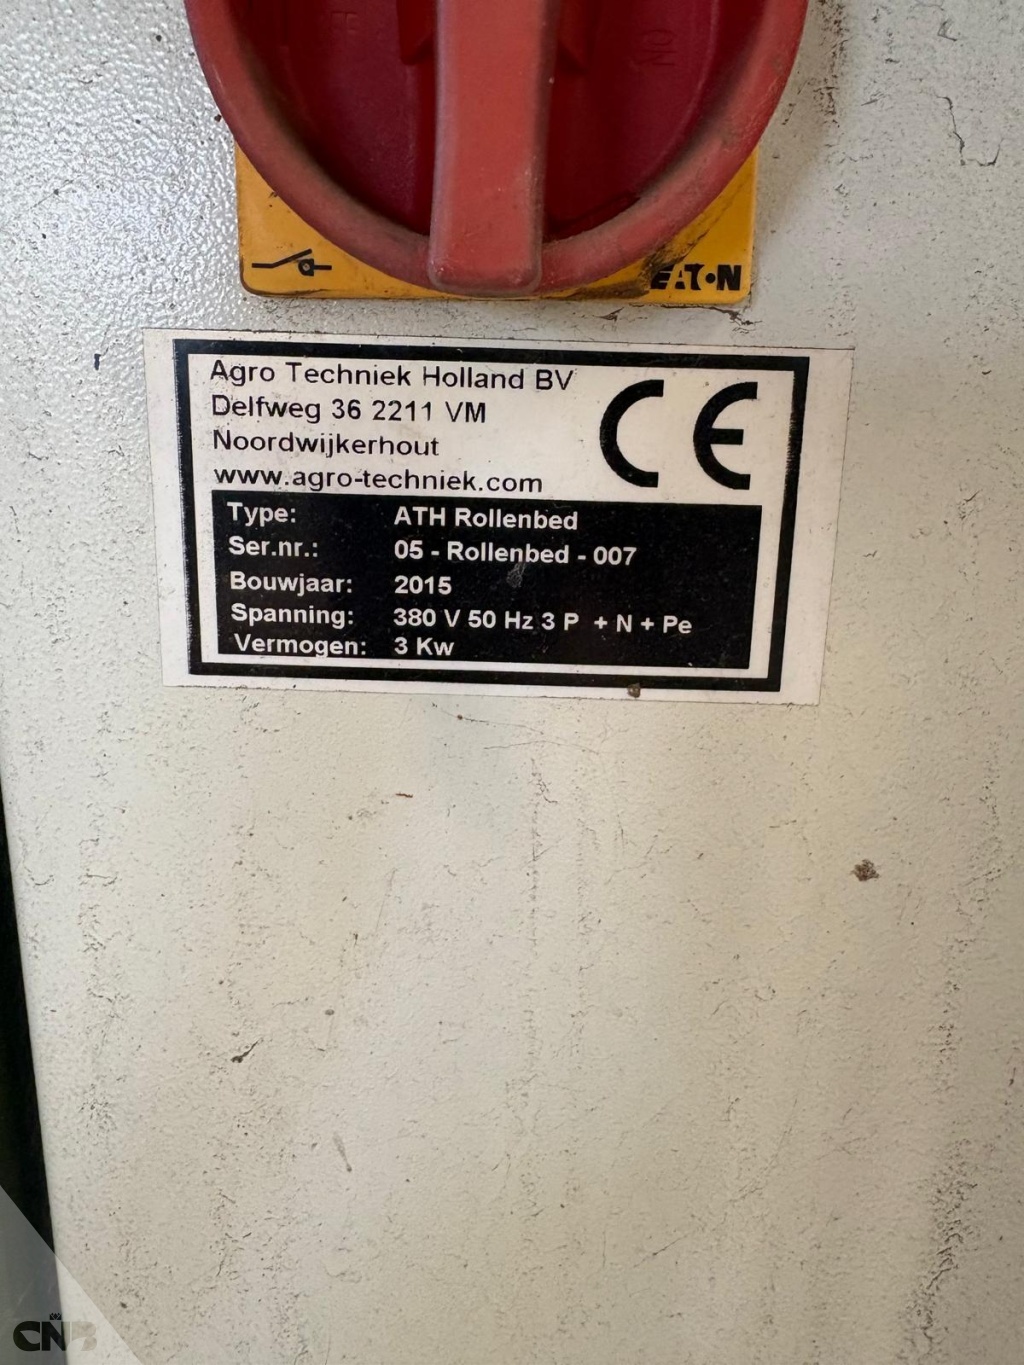 EATON
Agro Techniek Holland BV
Delfweg 36 2211 VM
Noordwijkerhout
www.agro-techniek.com
CE
Type: ATH Rollenbed
Ser.nr.: 05 - Rollenbed - 007
Bouwjaar: 2015
Spanning: 380 V 50 Hz 3 P + N + Pe
Vermogen: 3 Kw
CNB